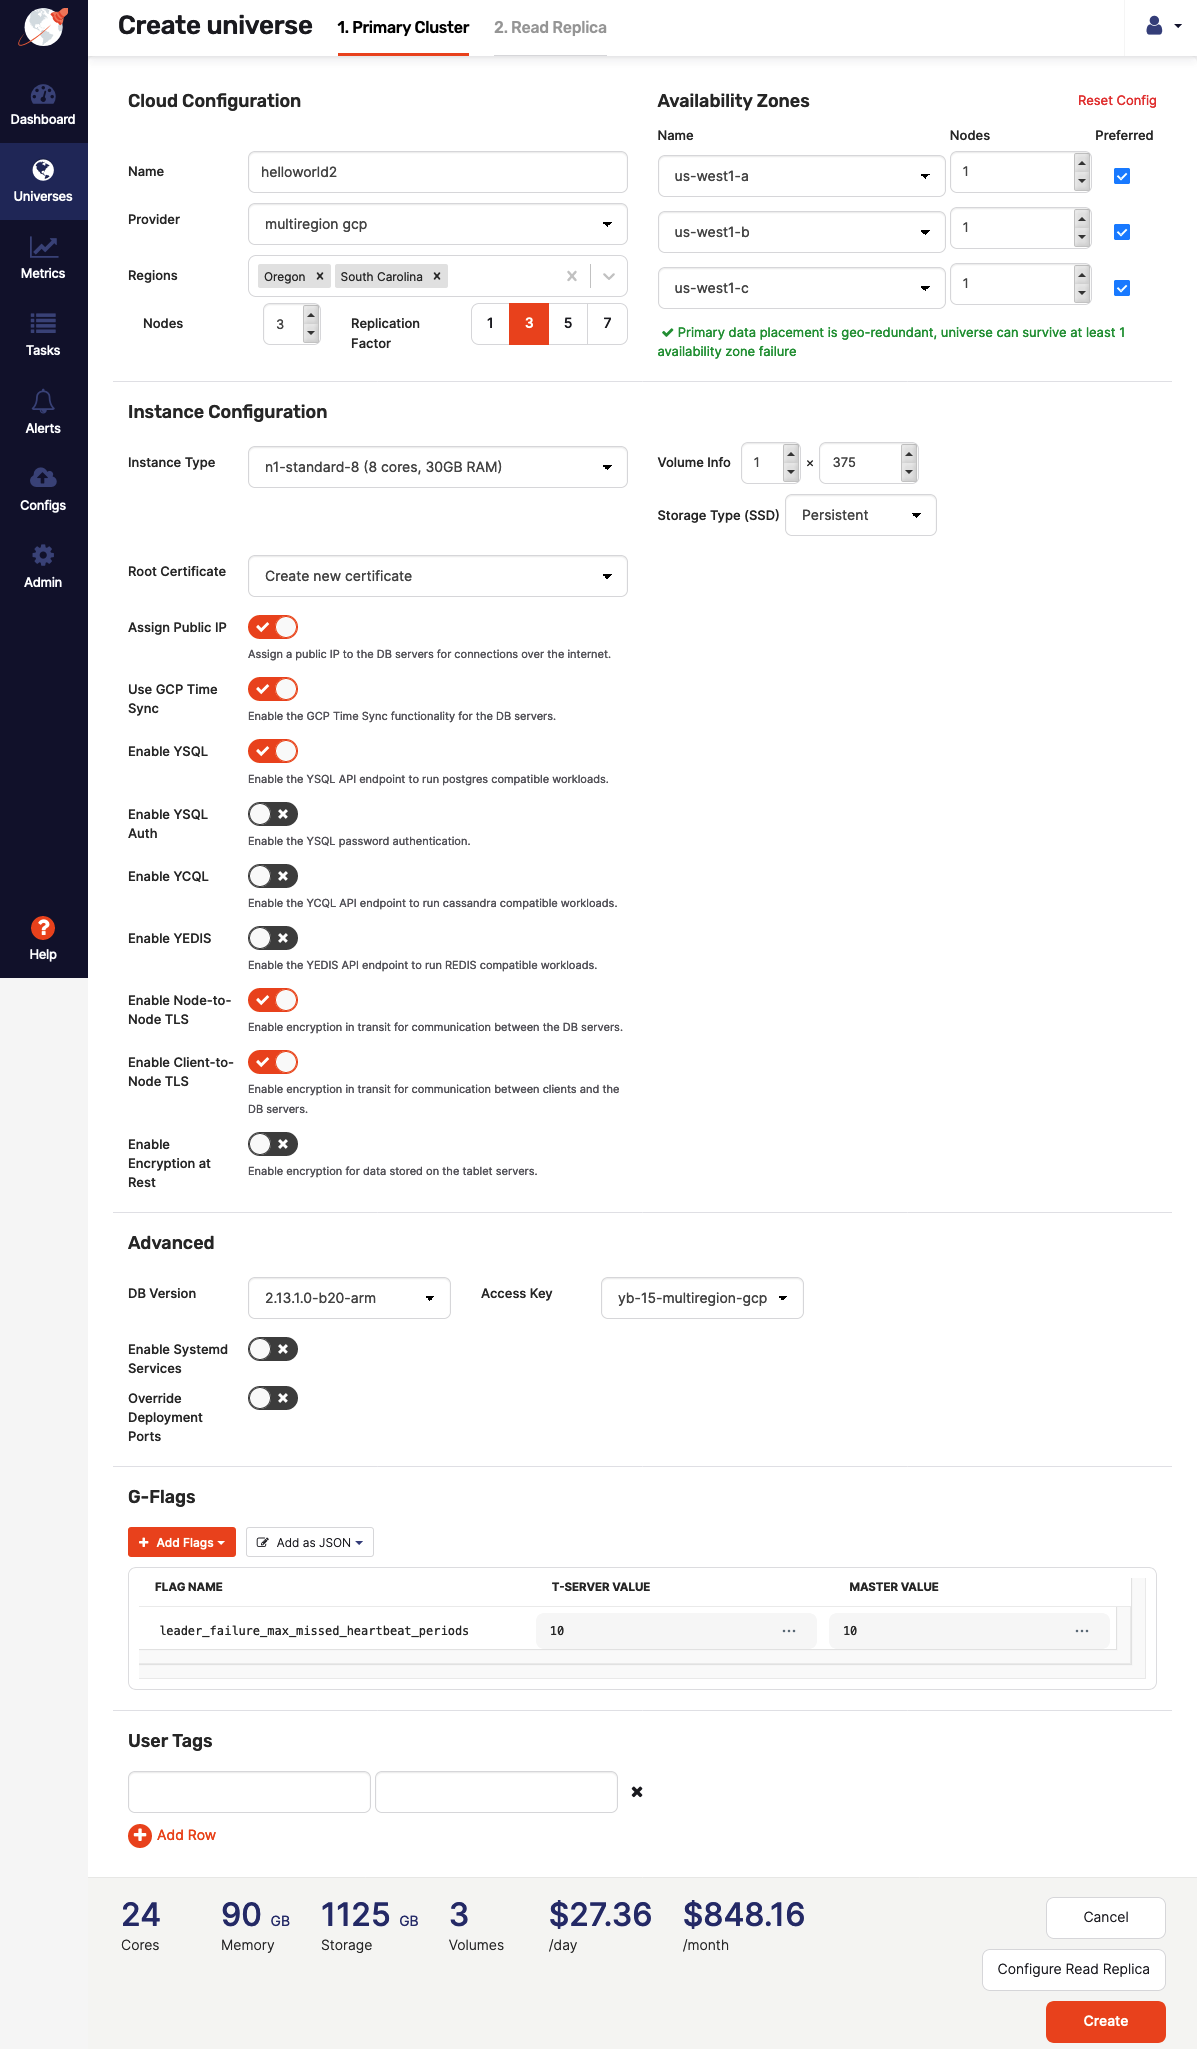 Create universe
1. Primary Cluster
2. Read Replica
Dashboard
Universes
Metrics
Tasks
Alerts
Configs
Admin
Help
Cloud Configuration
Name
helloworld2
Provider
multiregion gcp
Regions
Oregon
South Carolina
Nodes
3
Replication
Factor
1
3
5
7
Availability Zones
Reset Config
Name
Nodes
Preferred
us-west1-a
1
us-west1-b
1
us-west1-c
1
Primary data placement is geo-redundant, universe can survive at least 1
availability zone failure
Instance Configuration
Instance Type
n1-standard-8 (8 cores, 30GB RAM)
Volume Info
1
×
375
Storage Type (SSD)
Persistent
Root Certificate
Create new certificate
Assign Public IP
Assign a public IP to the DB servers for connections over the internet.
Use GCP Time
Sync
Enable the GCP Time Sync functionality for the DB servers.
Enable YSQL
Enable the YSQL API endpoint to run postgres compatible workloads.
Enable YSQL
Auth
Enable the YSQL password authentication.
Enable YCQL
Enable the YCQL API endpoint to run cassandra compatible workloads.
Enable YEDIS
Enable the YEDIS API endpoint to run REDIS compatible workloads.
Enable Node-to-
Node TLS
Enable encryption in transit for communication between the DB servers.
Enable Client-to-
Node TLS
Enable encryption in transit for communication between clients and the
DB servers.
Enable
Encryption at
Rest
Enable encryption for data stored on the tablet servers.
Advanced
DB Version
2.13.1.0-b20-arm
Access Key
yb-15-multiregion-gcp
Enable Systemd
Services
Override
Deployment
Ports
G-Flags
Add Flags
Add as JSON
FLAG NAME
T-SERVER VALUE
MASTER VALUE
leader_failure_max_missed_heartbeat_periods
10
...
10
...
User Tags
Add Row
24
Cores
90 GB
Memory
1125 GB
Storage
3
Volumes
$27.36
/day
$848.16
/month
Cancel
Configure Read Replica
Create